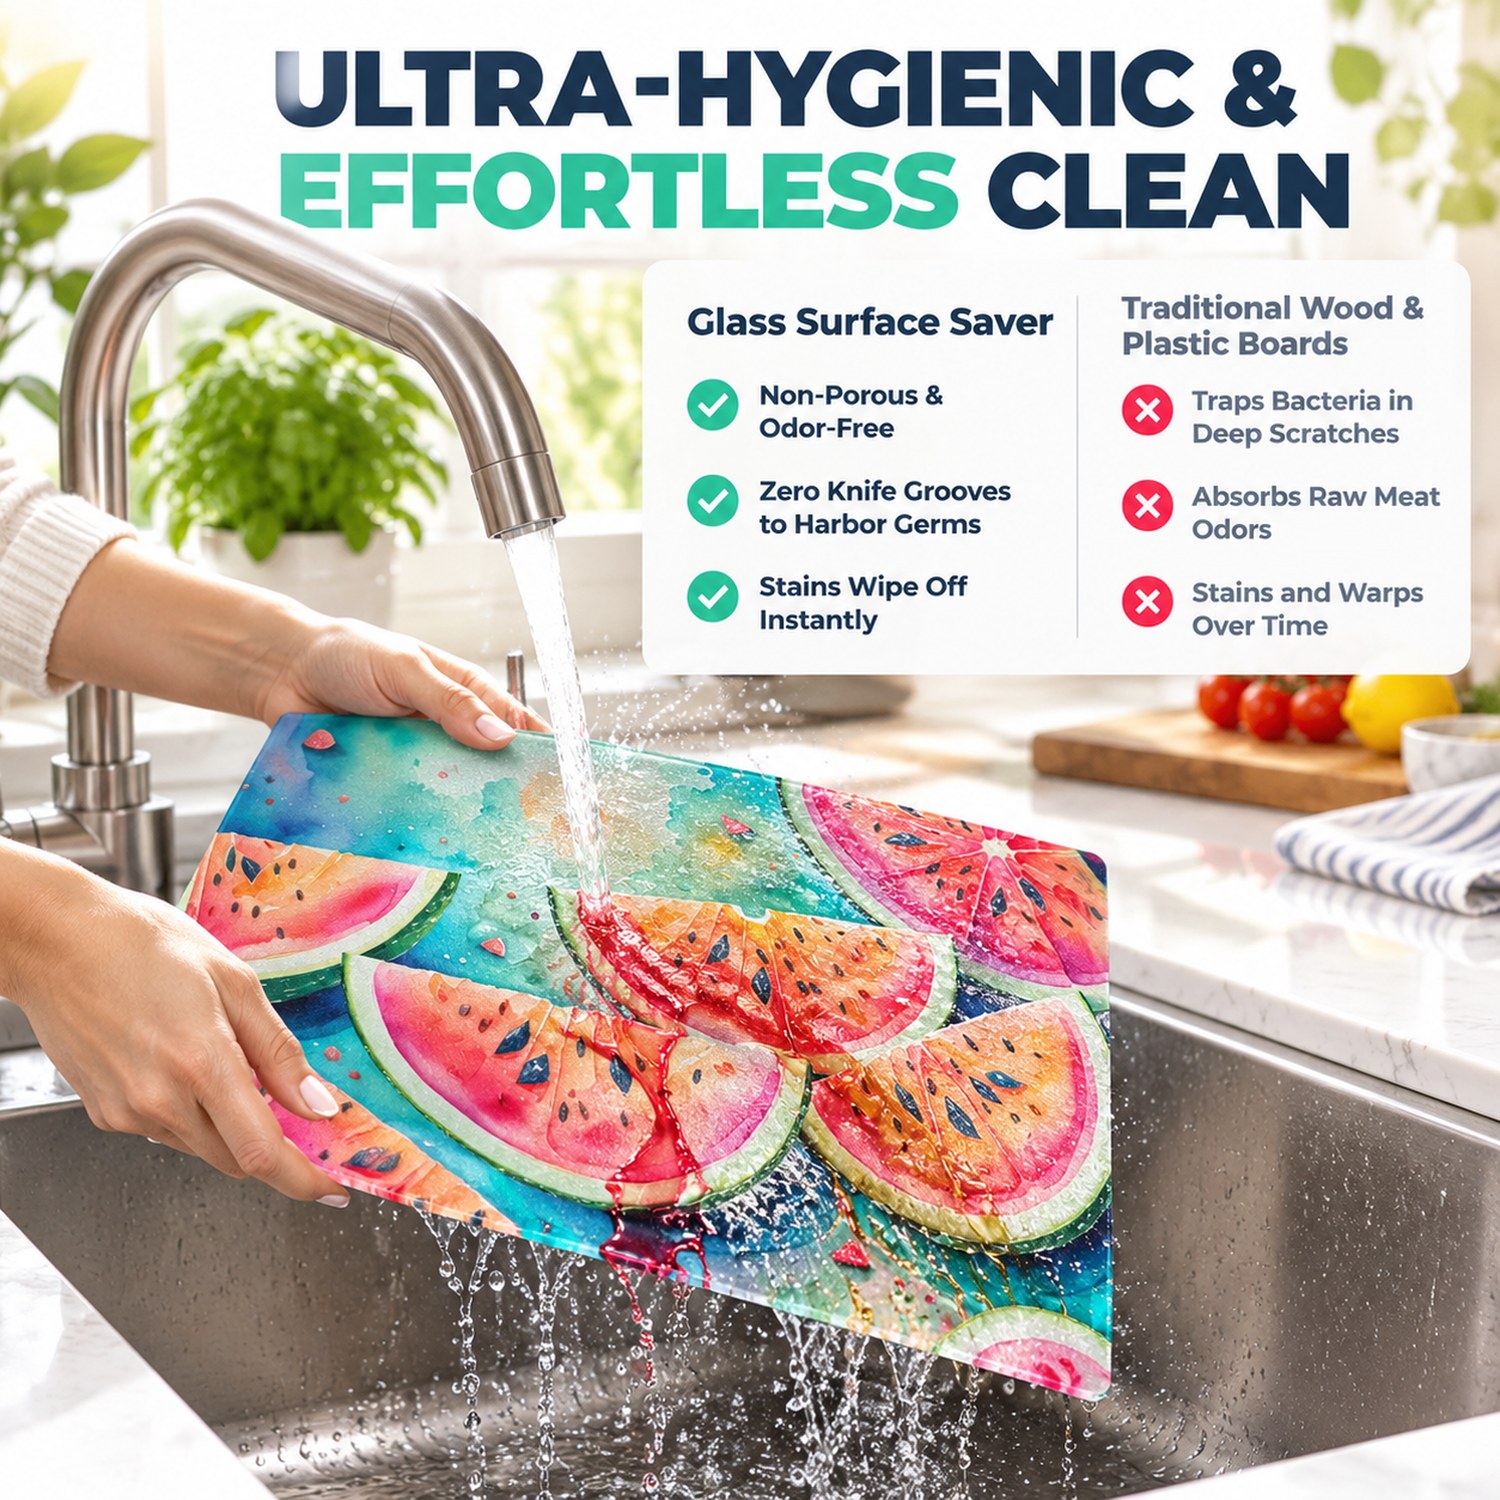 ULTRA-HYGIENIC &
EFFORTLESS CLEAN
Glass Surface Saver
Non-Porous &
Odor-Free
Zero Knife Grooves
to Harbor Germs
Stains Wipe Off
Instantly
Traditional Wood &
Plastic Boards
Traps Bacteria in
Deep Scratches
Absorbs Raw Meat
Odors
Stains and Warps
Over Time